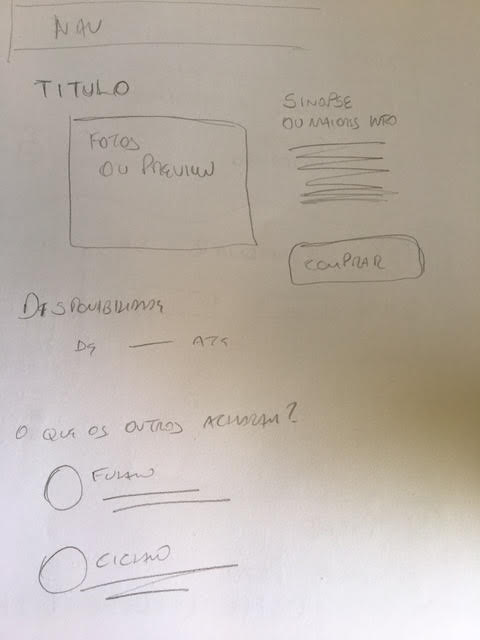 NAV
TITULO
FOTOS
OU PREVIEW
SINOPSE
OU MAIORES INFO
COMPRAR
DISPONIBILIDADE
DE — ATE
O QUE OS OUTROS ACHARAM?
FULANO
CICLANO